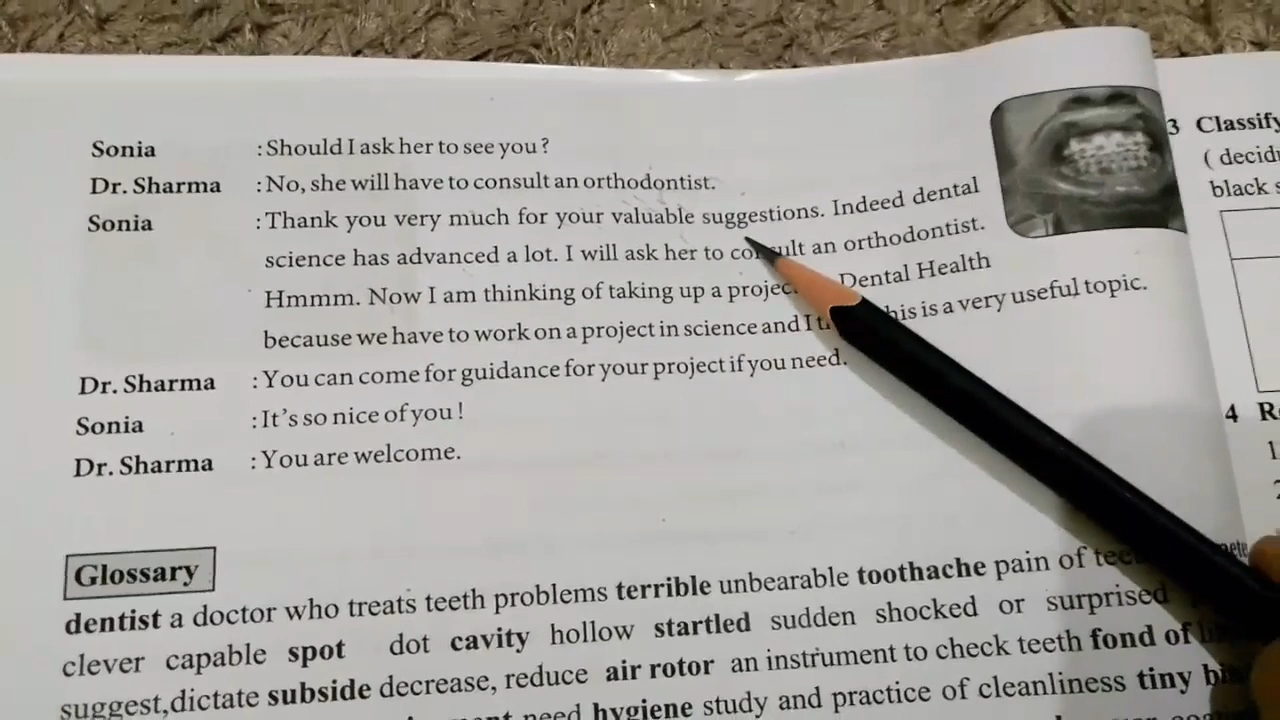 Sonia : Should I ask her to see you ?
Dr. Sharma : No, she will have to consult an orthodontist.
Sonia : Thank you very much for your valuable suggestions. Indeed dental
science has advanced a lot. I will ask her to consult an orthodontist.
Hmmm. Now I am thinking of taking up a Dental Health
because we have to work on a project in science and I is a very useful topic.
Dr. Sharma : You can come for guidance for your project if you need.
Sonia : It's so nice of you !
Dr. Sharma : You are welcome.
Glossary
dentist a doctor who treats teeth problems terrible unbearable toothache pain of
clever capable spot dot cavity hollow startled sudden shocked or surprised
suggest,dictate subside decrease, reduce air rotor an instrument to check teeth fond of
need hygiene study and practice of cleanliness tiny
3 Classify
( decid
black
4
1